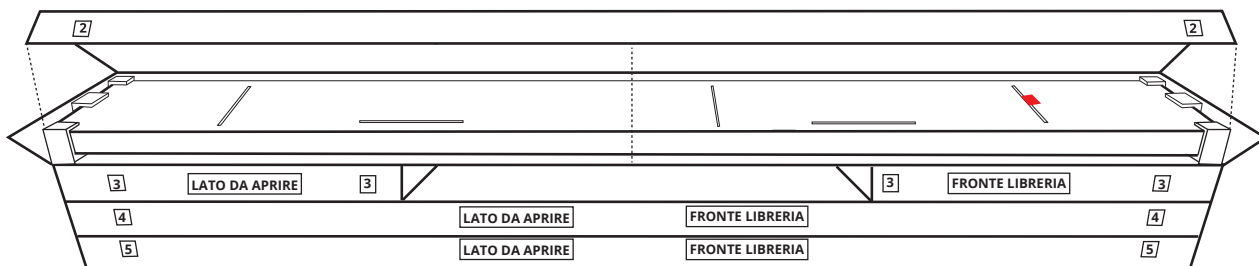 2 2
3 LATO DA APRIRE 3 3 FRONTE LIBRERIA 3
4 LATO DA APRIRE FRONTE LIBRERIA 4
5 LATO DA APRIRE FRONTE LIBRERIA 5